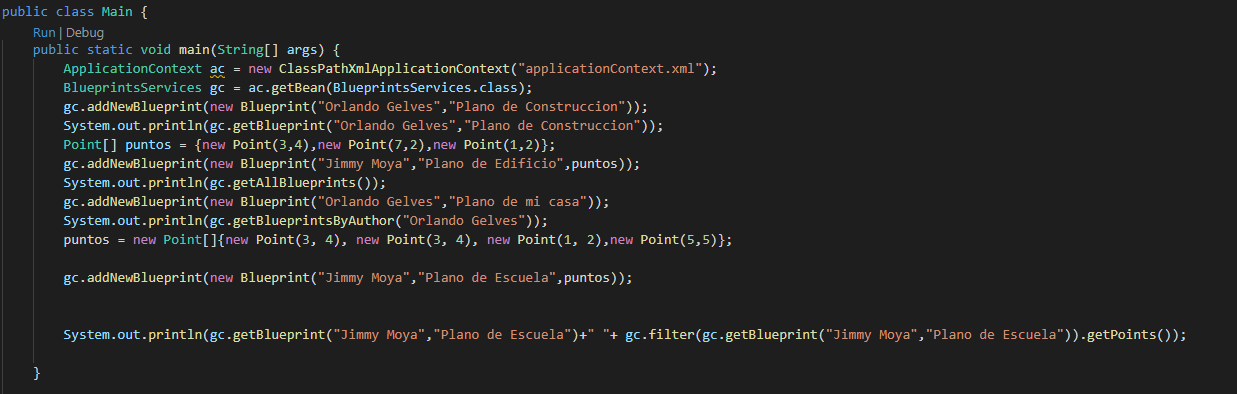 public class Main {
Run | Debug
public static void main(String[] args) {
ApplicationContext ac = new ClassPathXmlApplicationContext("applicationContext.xml");
BlueprintsServices gc = ac.getBean(BlueprintsServices.class);
gc.addNewBlueprint(new Blueprint("Orlando Gelves","Plano de Construccion"));
System.out.println(gc.getBlueprint("Orlando Gelves","Plano de Construccion"));
Point[] puntos = {new Point(3,4),new Point(7,2),new Point(1,2)};
gc.addNewBlueprint(new Blueprint("Jimmy Moya","Plano de Edificio",puntos));
System.out.println(gc.getAllBlueprints());
gc.addNewBlueprint(new Blueprint("Orlando Gelves","Plano de mi casa"));
System.out.println(gc.getBlueprintsByAuthor("Orlando Gelves"));
puntos = new Point[]{new Point(3, 4), new Point(3, 4), new Point(1, 2),new Point(5,5)};
gc.addNewBlueprint(new Blueprint("Jimmy Moya","Plano de Escuela",puntos));
System.out.println(gc.getBlueprint("Jimmy Moya","Plano de Escuela")+" "+ gc.filter(gc.getBlueprint("Jimmy Moya","Plano de Escuela")).getPoints());
}